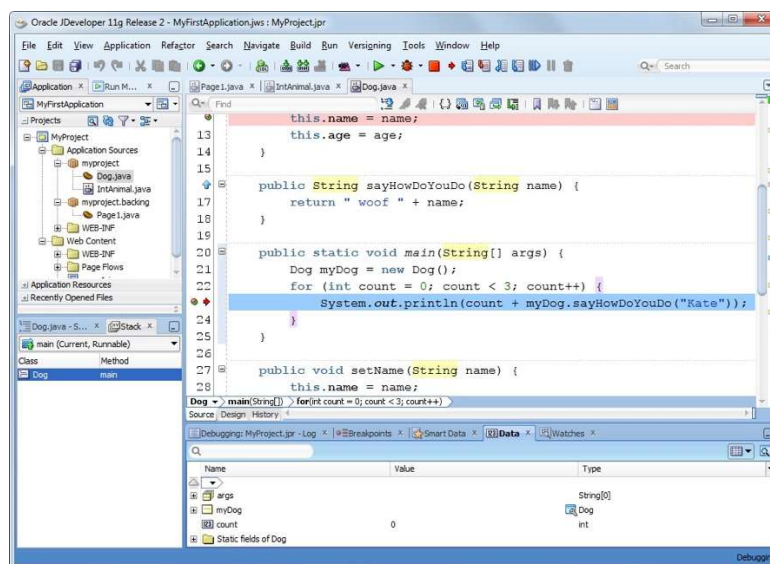 Oracle JDeveloper 11g Release 2 - MyFirstApplication.jws : MyProject.jpr
File Edit View Application Refactor Search Navigate Build Run Versioning Tools Window Help
Search
Application x Run M... x
Page1.java x IntAnimal.java x Dog.java x
MyFirstApplication
Find
Projects
MyProject
Application Sources
myproject
Dog.java
IntAnimal.java
myproject.backing
Page1.java
WEB-INF
Web Content
WEB-INF
Page Flows
Application Resources
Recently Opened Files
this.name = name;
13 this.age = age;
14 }
15
public String sayHowDoYouDo(String name) {
17 return " woof " + name;
18 }
19
20 public static void main(String[] args) {
21 Dog myDog = new Dog();
22 for (int count = 0; count < 3; count++) {
System.out.println(count + myDog.sayHowDoYouDo("Kate"));
24 }
25 }
26
27 public void setName(String name) {
28 this.name = name;
Dog main(String[]) for(int count = 0; count < 3; count++)
Source Design History
Dog.java - S... x Stack x
main (Current, Runnable)
Class Method
Dog main
Debugging: MyProject.jpr - Log x Breakpoints x Smart Data x Data x Watches x
Name Value Type
args String[0]
myDog Dog
count 0 int
Static fields of Dog